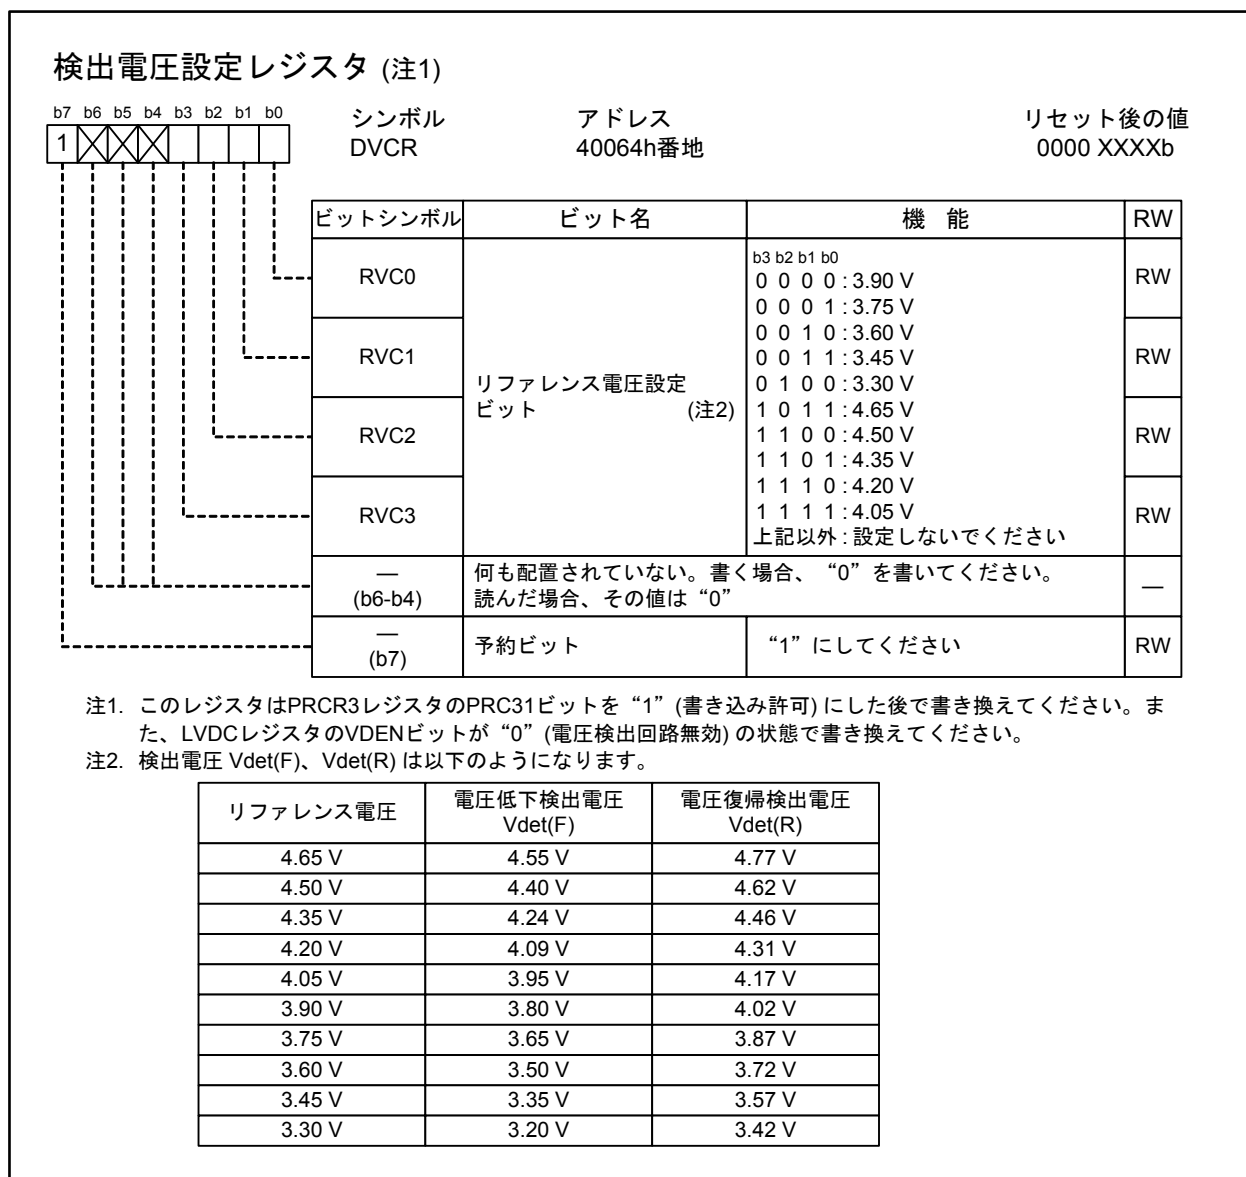 検出電圧設定レジスタ (注1)
b7 b6 b5 b4 b3 b2 b1 b0
1
シンボル アドレス リセット後の値
DVCR 40064h番地 0000 XXXXb
ビットシンボル ビット名 機　能 RW
RVC0 RW
RVC1 RW
RVC2 RW
RVC3 RW
リファレンス電圧設定
ビット (注2)
b3 b2 b1 b0
0 0 0 0 : 3.90 V
0 0 0 1 : 3.75 V
0 0 1 0 : 3.60 V
0 0 1 1 : 3.45 V
0 1 0 0 : 3.30 V
1 0 1 1 : 4.65 V
1 1 0 0 : 4.50 V
1 1 0 1 : 4.35 V
1 1 1 0 : 4.20 V
1 1 1 1 : 4.05 V
上記以外 : 設定しないでください
—
(b6-b4)
何も配置されていない。書く場合、“0”を書いてください。
読んだ場合、その値は“0”
—
—
(b7)
予約ビット “1”にしてください RW
注1. このレジスタはPRCR3レジスタのPRC31ビットを“1”(書き込み許可) にした後で書き換えてください。ま
た、LVDCレジスタのVDENビットが“0”(電圧検出回路無効) の状態で書き換えてください。
注2. 検出電圧 Vdet(F)、Vdet(R) は以下のようになります。
リファレンス電圧 電圧低下検出電圧 電圧復帰検出電圧
Vdet(F) Vdet(R)
4.65 V 4.55 V 4.77 V
4.50 V 4.40 V 4.62 V
4.35 V 4.24 V 4.46 V
4.20 V 4.09 V 4.31 V
4.05 V 3.95 V 4.17 V
3.90 V 3.80 V 4.02 V
3.75 V 3.65 V 3.87 V
3.60 V 3.50 V 3.72 V
3.45 V 3.35 V 3.57 V
3.30 V 3.20 V 3.42 V